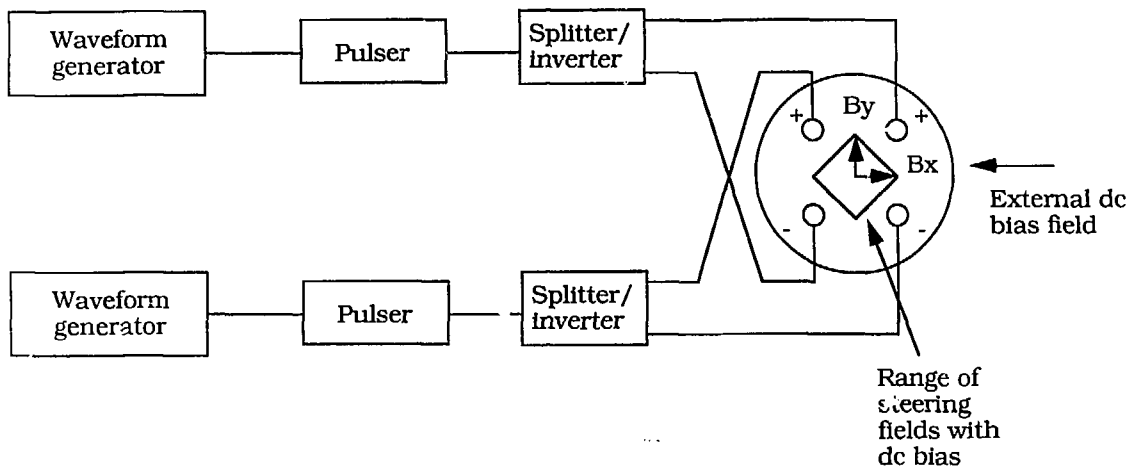 Waveform
generator
Pulser
Splitter/
inverter
+
By
+
Bx
External dc
bias field
-
-
Waveform
generator
Pulser
Splitter/
inverter
Range of
steering
fields with
dc bias